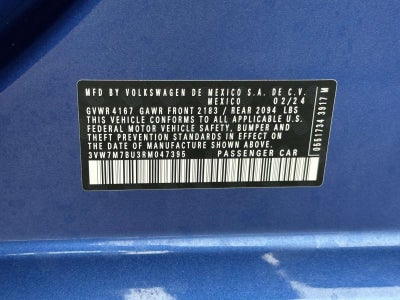 MFD BY VOLKSWAGEN DE MEXICO S.A. DE C.V.
MEXICO 02/24
GVWR 4167 GAWR FRONT 2183 / REAR 2094 LBS
THIS VEHICLE CONFORMS TO ALL APPLICABLE U.S.
FEDERAL MOTOR VEHICLE SAFETY, BUMPER AND
THEFT PREVENTION STANDARDS IN EFFECT ON
THE DATE OF MANUFACTURE SHOWN ABOVE.
3VW7M7BU3RM047395 PASSENGER CAR
0551734 3917 M